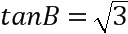 tanB = √3